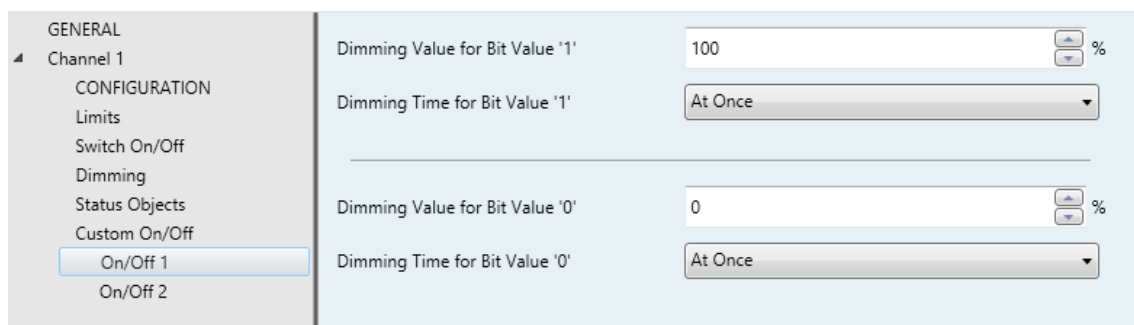 GENERAL
Channel 1
CONFIGURATION
Limits
Switch On/Off
Dimming
Status Objects
Custom On/Off
On/Off 1
On/Off 2
Dimming Value for Bit Value '1' 100 %
Dimming Time for Bit Value '1' At Once
Dimming Value for Bit Value '0' 0 %
Dimming Time for Bit Value '0' At Once